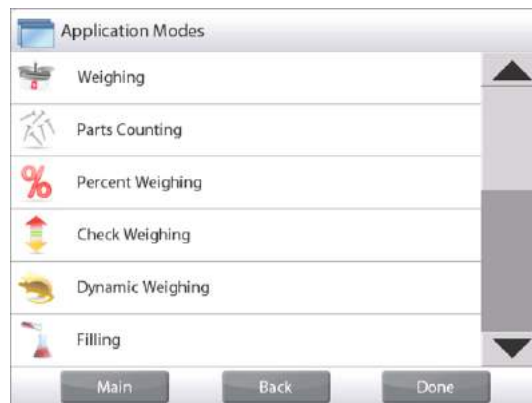 Application Modes
Weighing
Parts Counting
Percent Weighing
Check Weighing
Dynamic Weighing
Filling
Main Back Done